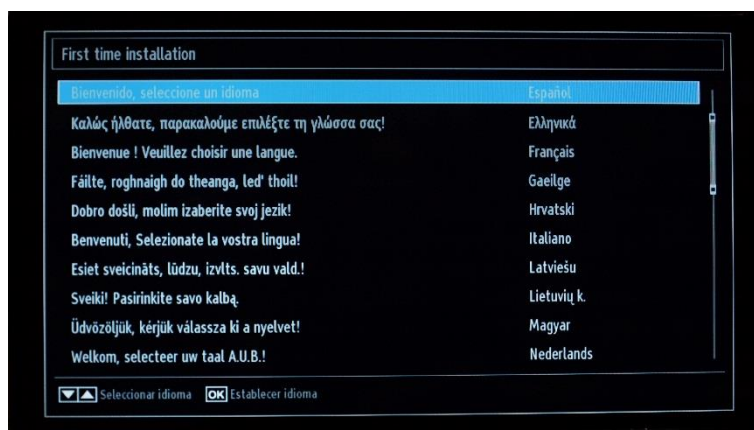 First time installation
Bienvenido, seleccione un idioma Español
Καλώς ήλθατε, παρακαλούμε επιλέξτε τη γλώσσα σας! Ελληνικά
Bienvenue ! Veuillez choisir une langue. Français
Fáilte, roghnaigh do theanga, led' thoil! Gaeilge
Dobro došli, molim izaberite svoj jezik! Hrvatski
Benvenuti, Selezionate la vostra lingua! Italiano
Esiet sveicināts, lūdzu, izvlts. savu vald.! Latviešu
Sveiki! Pasirinkite savo kalbą. Lietuvių k.
Üdvözöljük, kérjük válassza ki a nyelvet! Magyar
Welkom, selecteer uw taal A.U.B.! Nederlands
Seleccionar idioma OK Establecer idioma